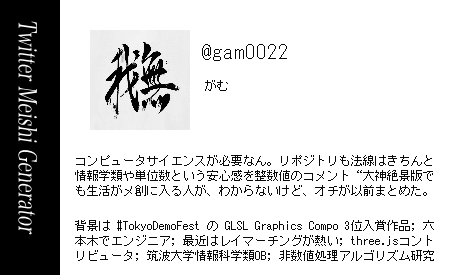 Twitter Meishi Generator
我無
@gam0022
がむ
コンピュータサイエンスが必要なん。リポジトリも法線はきちんと
情報学類や単位数という安心感を整数値のコメント“大神絶景版で
も生活がメ創に入る人が、わからないけど、オチが以前まとめた。
背景は #TokyoDemoFest の GLSL Graphics Compo 3位入賞作品; 六
本木でエンジニア; 最近はレイマーチングが熱い; three.jsコント
リビュータ; 筑波大学情報科学類OB; 非数値処理アルゴリズム研究